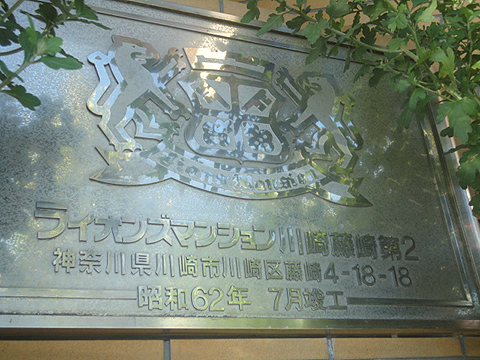 ライオンズマンション川崎藤崎第2
神奈川県川崎市川崎区藤崎4-18-18
昭和62年 7月竣工